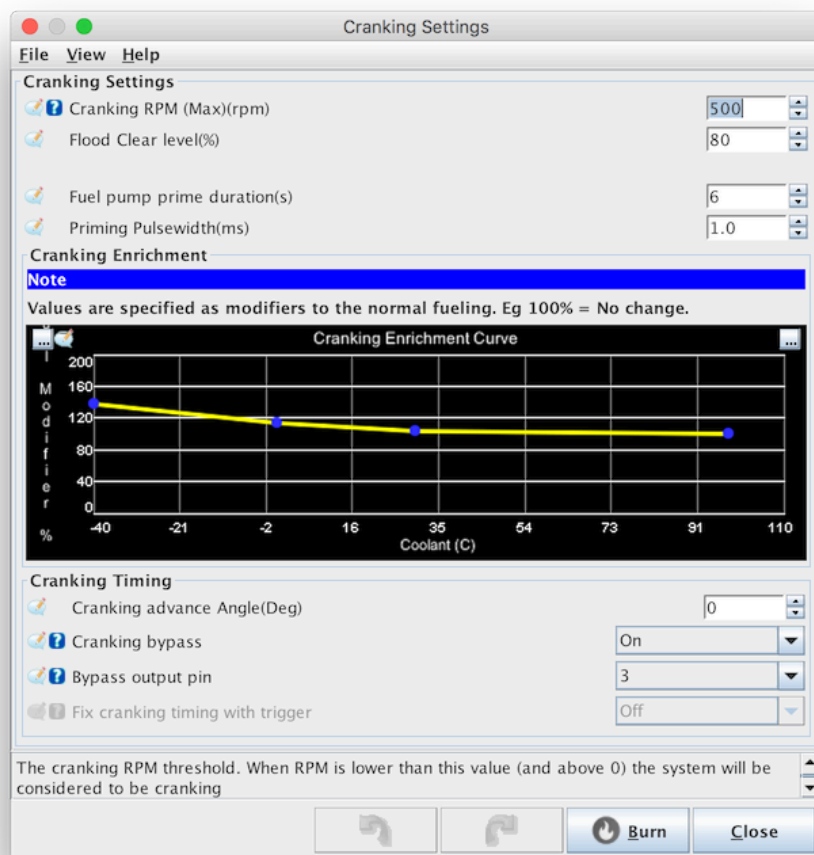 Cranking Settings
File View Help
Cranking Settings
? Cranking RPM (Max)(rpm) 500
Flood Clear level(%) 80
Fuel pump prime duration(s) 6
Priming Pulsewidth(ms) 1.0
Cranking Enrichment
Note
Values are specified as modifiers to the normal fueling. Eg 100% = No change.
... Cranking Enrichment Curve ...
Modifier %
200
160
120
80
40
0
-40 -21 -2 16 35 54 73 91 110
Coolant (C)
Cranking Timing
Cranking advance Angle(Deg) 0
? Cranking bypass On
? Bypass output pin 3
? Fix cranking timing with trigger Off
The cranking RPM threshold. When RPM is lower than this value (and above 0) the system will be
considered to be cranking
Burn Close